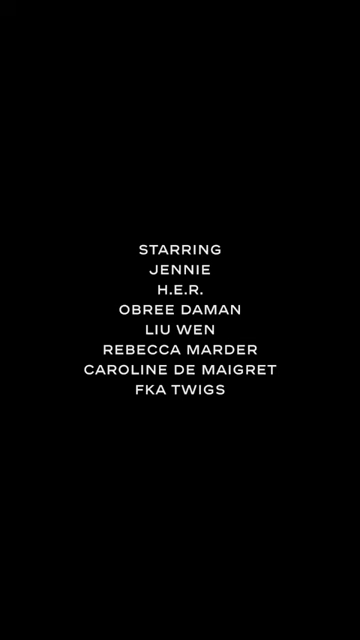 STARRING
JENNIE
H.E.R.
OBREE DAMAN
LIU WEN
REBECCA MARDER
CAROLINE DE MAIGRET
FKA TWIGS